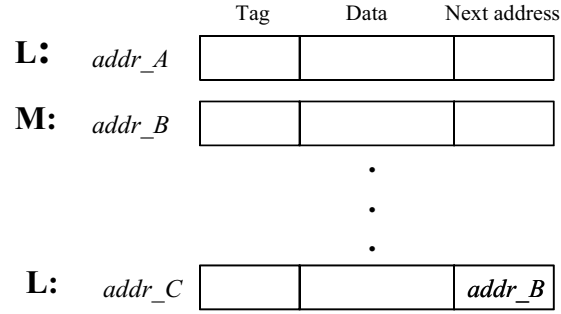 Tag Data Next address
L: addr_A
M: addr_B
.
.
.
L: addr_C addr_B